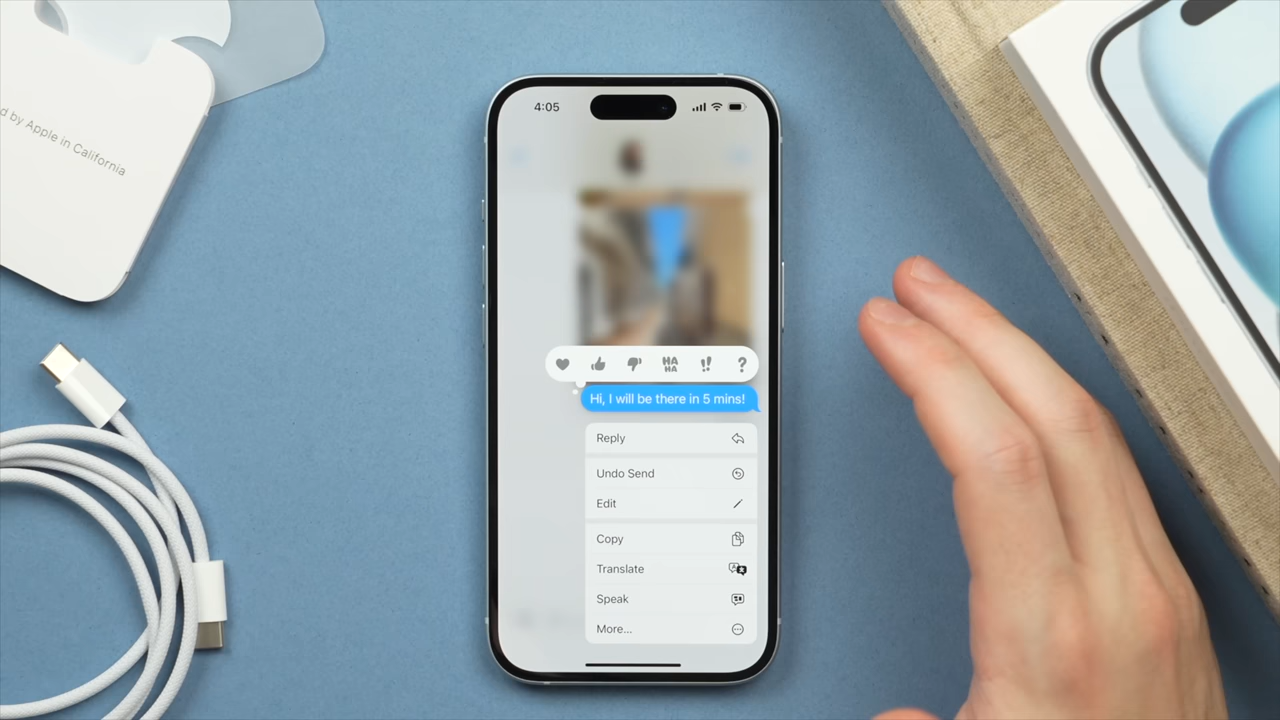 d by Apple in California
4:05
HA
HA
!!
?
Hi, I will be there in 5 mins!
Reply
Undo Send
Edit
Copy
Translate
Speak
More...